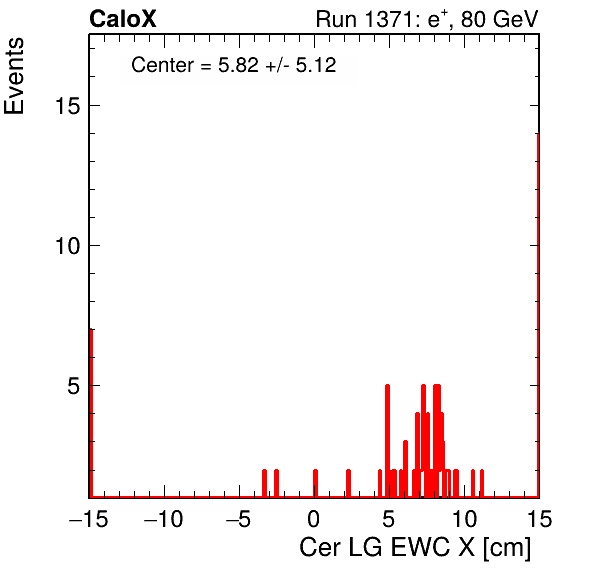 CaloX Run 1371: e⁺, 80 GeV
Center = 5.82 +/- 5.12
Events
15
10
5
−15 −10 −5 0 5 10 15
Cer LG EWC X [cm]